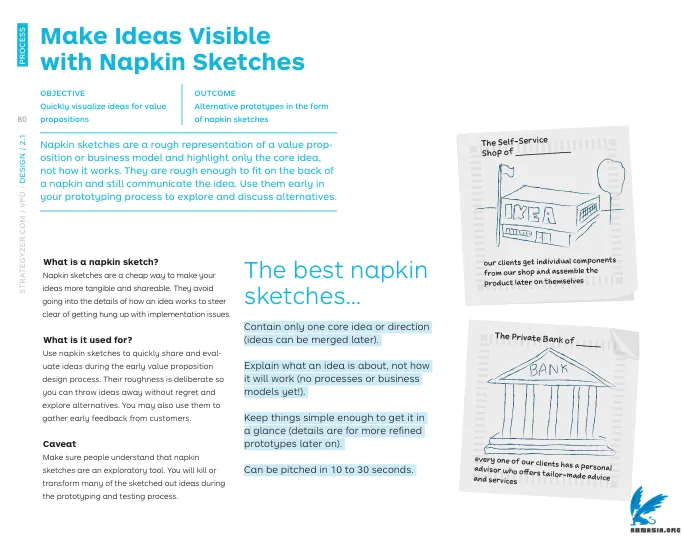 PROCESS
Make Ideas Visible
with Napkin Sketches
OBJECTIVE
Quickly visualize ideas for value
propositions
OUTCOME
Alternative prototypes in the form
of napkin sketches
80
STRATEGYZER.COM / VPD / DESIGN / 2.1
Napkin sketches are a rough representation of a value prop-
osition or business model and highlight only the core idea,
not how it works. They are rough enough to fit on the back of
a napkin and still communicate the idea. Use them early in
your prototyping process to explore and discuss alternatives.
What is a napkin sketch?
Napkin sketches are a cheap way to make your
ideas more tangible and shareable. They avoid
going into the details of how an idea works to steer
clear of getting hung up with implementation issues.
What is it used for?
Use napkin sketches to quickly share and eval-
uate ideas during the early value proposition
design process. Their roughness is deliberate so
you can throw ideas away without regret and
explore alternatives. You may also use them to
gather early feedback from customers.
Caveat
Make sure people understand that napkin
sketches are an exploratory tool. You will kill or
transform many of the sketched out ideas during
the prototyping and testing process.
The best napkin
sketches…
Contain only one core idea or direction
(ideas can be merged later).
Explain what an idea is about, not how
it will work (no processes or business
models yet!).
Keep things simple enough to get it in
a glance (details are for more refined
prototypes later on).
Can be pitched in 10 to 30 seconds.
The Self-Service
Shop of ___________
IKEA
our clients get individual components
from our shop and assemble the
product later on themselves
The Private Bank of _____
BANK
every one of our clients has a personal
advisor who offers tailor-made advice
and services
ABMASIA.ORG